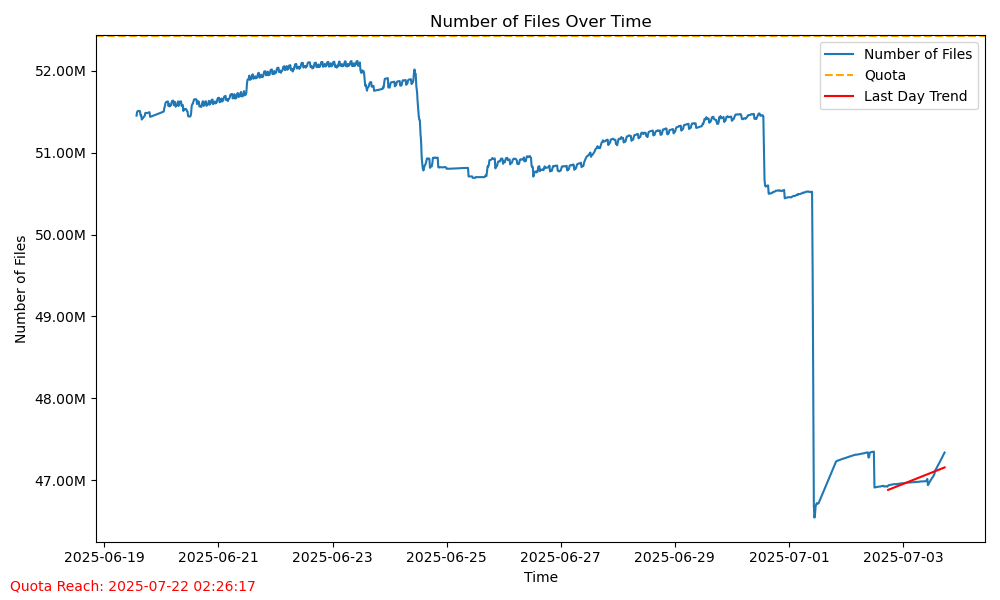 Number of Files Over Time
Number of Files
Quota
Last Day Trend
52.00M
51.00M
50.00M
49.00M
48.00M
47.00M
Number of Files
2025-06-19
2025-06-21
2025-06-23
2025-06-25
2025-06-27
2025-06-29
2025-07-01
2025-07-03
Time
Quota Reach: 2025-07-22 02:26:17